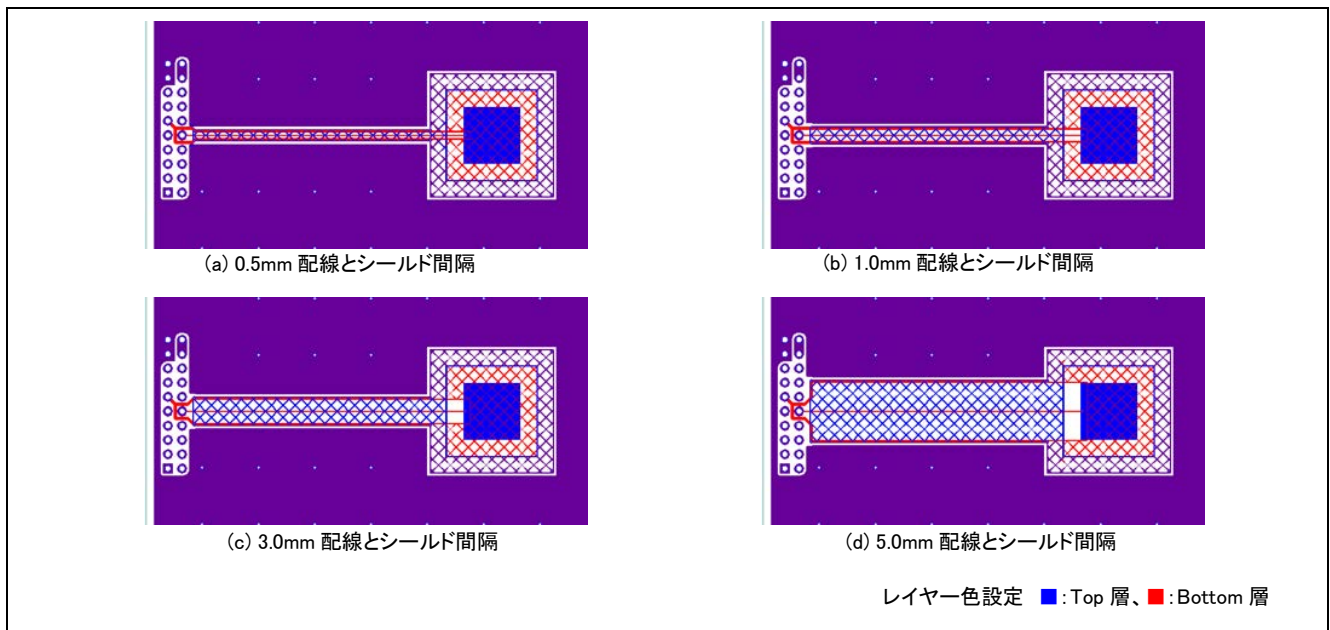 (a) 0.5mm 配線とシールド間隔
(b) 1.0mm 配線とシールド間隔
(c) 3.0mm 配線とシールド間隔
(d) 5.0mm 配線とシールド間隔
レイヤー色設定 ■:Top 層、■:Bottom 層